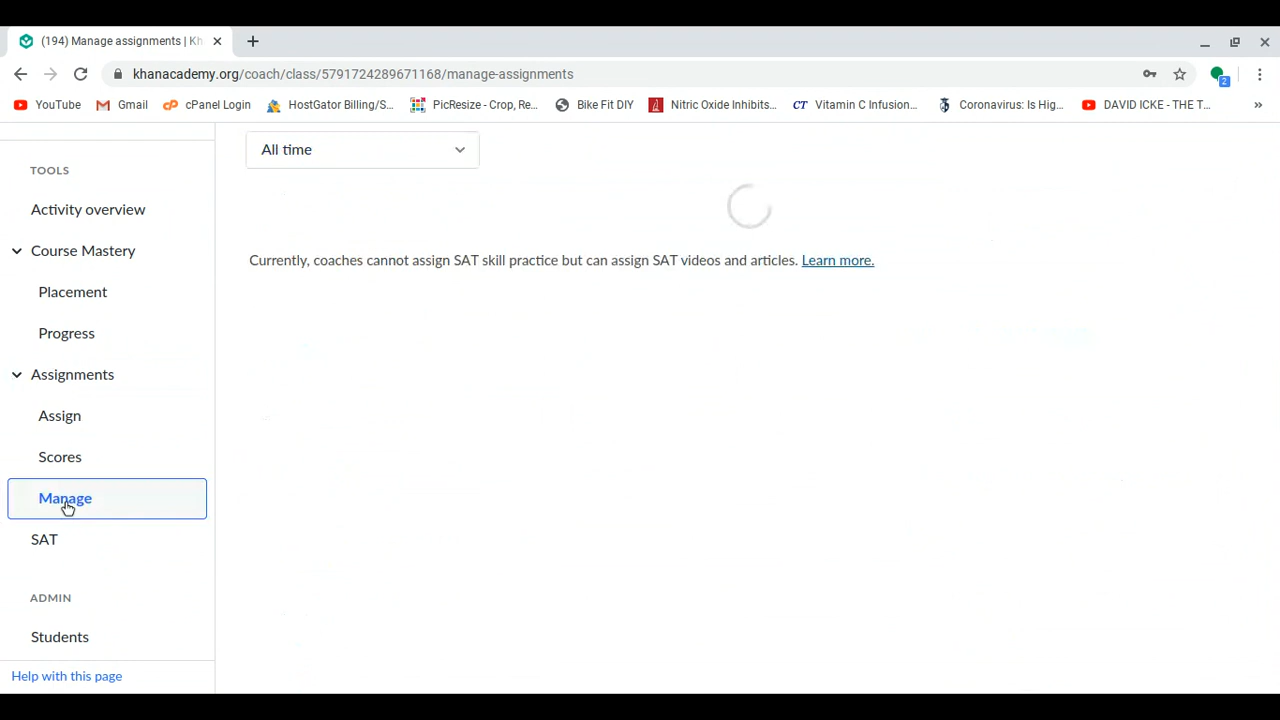 (194) Manage assignments | Kh
khanacademy.org/coach/class/5791724289671168/manage-assignments
2
YouTube Gmail cPanel Login HostGator Billing/S... PicResize - Crop, Re... Bike Fit DIY Nitric Oxide Inhibits... CT Vitamin C Infusion... Coronavirus: Is Hig... DAVID ICKE - THE T... »
TOOLS
Activity overview
Course Mastery
Placement
Progress
Assignments
Assign
Scores
Manage
SAT
ADMIN
Students
Help with this page
All time
Currently, coaches cannot assign SAT skill practice but can assign SAT videos and articles. Learn more.